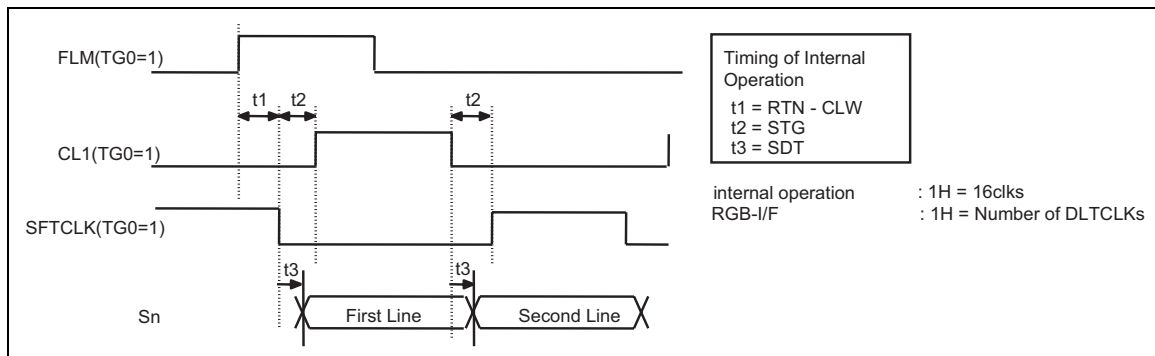 FLM(TG0=1)
t1 t2 t2
CL1(TG0=1)
SFTCLK(TG0=1)
t3 t3
Sn First Line Second Line
Timing of Internal
Operation
t1 = RTN - CLW
t2 = STG
t3 = SDT
internal operation : 1H = 16clks
RGB-I/F : 1H = Number of DLTCLKs